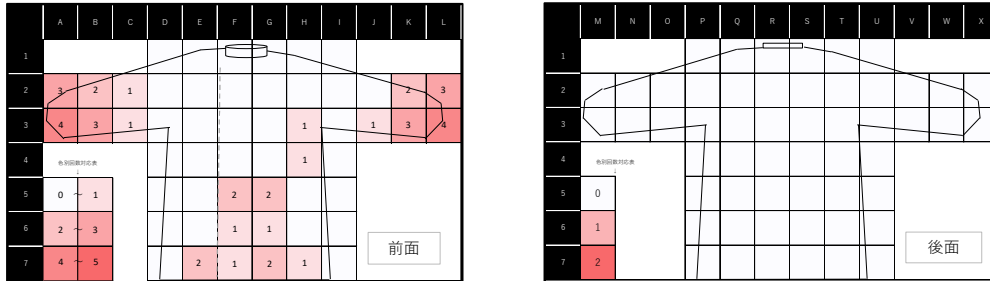 A B C D E F G H I J K L
1
2 3 2 1 2 3
3 4 3 1 1 1 3 4
4 1
色別回数対応表
↓
5 0 ～ 1 2 2
6 2 ～ 3 1 1
7 4 ～ 5 2 1 2 1
前面
M N O P Q R S T U V W X
1
2
3
4
色別回数対応表
↓
5 0
6 1
7 2
後面